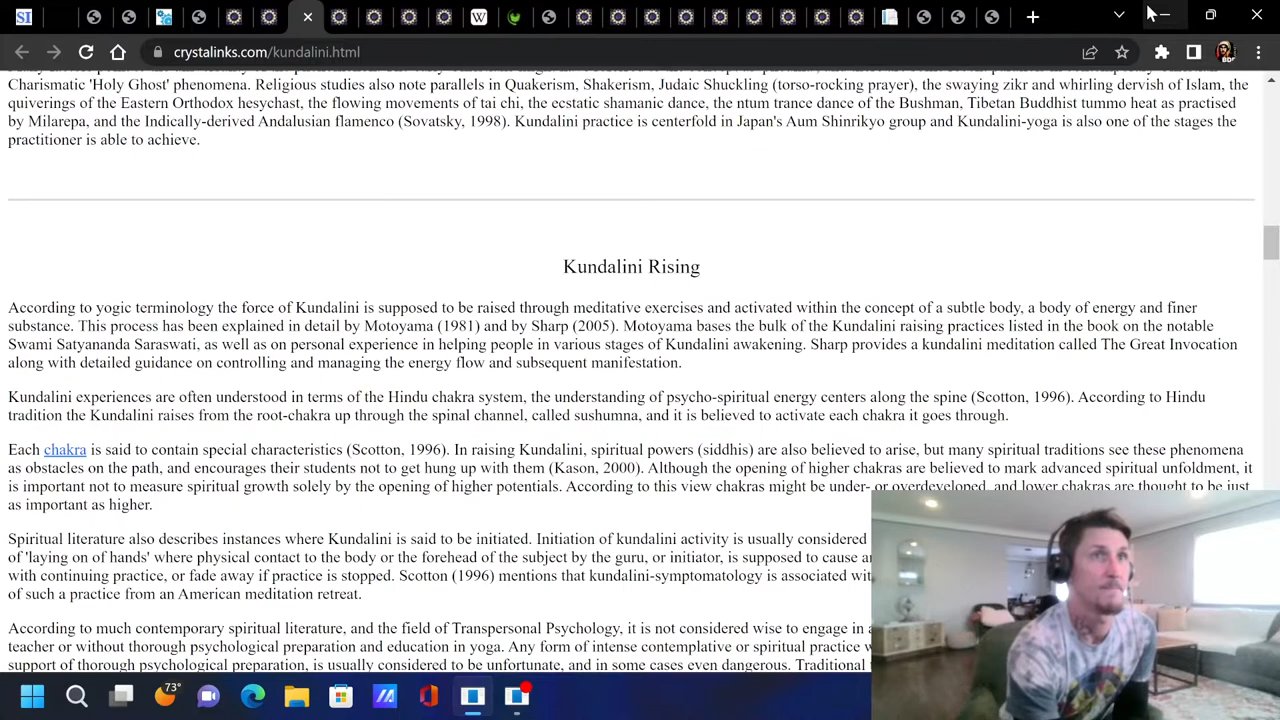 SI
W
crystalinks.com/kundalini.html
BDF
Charismatic 'Holy Ghost' phenomena. Religious studies also note parallels in Quakerism, Shakerism, Judaic Shuckling (torso-rocking prayer), the swaying zikr and whirling dervish of Islam, the
quiverings of the Eastern Orthodox hesychast, the flowing movements of tai chi, the ecstatic shamanic dance, the ntum trance dance of the Bushman, Tibetan Buddhist tummo heat as practised
by Milarepa, and the Indically-derived Andalusian flamenco (Sovatsky, 1998). Kundalini practice is centerfold in Japan's Aum Shinrikyo group and Kundalini-yoga is also one of the stages the
practitioner is able to achieve.
Kundalini Rising
According to yogic terminology the force of Kundalini is supposed to be raised through meditative exercises and activated within the concept of a subtle body, a body of energy and finer
substance. This process has been explained in detail by Motoyama (1981) and by Sharp (2005). Motoyama bases the bulk of the Kundalini raising practices listed in the book on the notable
Swami Satyananda Saraswati, as well as on personal experience in helping people in various stages of Kundalini awakening. Sharp provides a kundalini meditation called The Great Invocation
along with detailed guidance on controlling and managing the energy flow and subsequent manifestation.
Kundalini experiences are often understood in terms of the Hindu chakra system, the understanding of psycho-spiritual energy centers along the spine (Scotton, 1996). According to Hindu
tradition the Kundalini raises from the root-chakra up through the spinal channel, called sushumna, and it is believed to activate each chakra it goes through.
Each chakra is said to contain special characteristics (Scotton, 1996). In rising Kundalini, spiritual powers (siddhis) are also believed to arise, but many spiritual traditions see these phenomena
as obstacles on the path, and encourages their students not to get hung up with them (Kason, 2000). Although the opening of higher chakras are believed to mark advanced spiritual unfoldment, it
is important not to measure spiritual growth solely by the opening of higher potentials. According to this view chakras might be under- or overdeveloped, and lower chakras are thought to be just
as important as higher.
Spiritual literature also describes instances where Kundalini is said to be initiated. Initiation of kundalini activity is usually considered
of 'laying on of hands' where physical contact to the body or the forehead of the subject by the guru, or initiator, is supposed to cause
with continuing practice, or fade away if practice is stopped. Scotton (1996) mentions that kundalini-symptomatology is associated
of such a practice from an American meditation retreat.
According to much contemporary spiritual literature, and the field of Transpersonal Psychology, it is not considered wise to engage in
teacher or without thorough psychological preparation and education in yoga. Any form of intense contemplative or spiritual practice
support of thorough psychological preparation, is usually considered to be unfortunate, and in some cases even dangerous. Traditional
73°